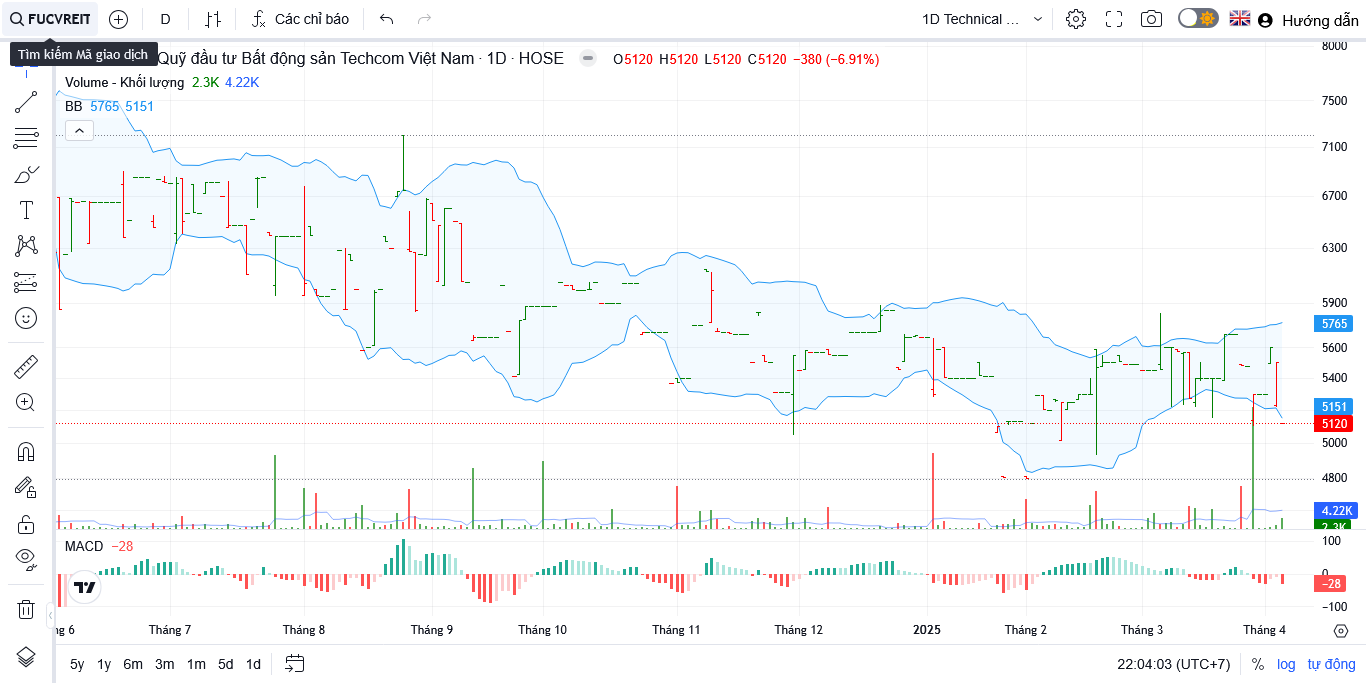 FUCVREIT D Các chỉ báo 1D Technical ... Hướng dẫn
Tìm kiếm Mã giao dịch
Quỹ đầu tư Bất động sản Techcom Việt Nam · 1D · HOSE O5120 H5120 L5120 C5120 −380 (−6.91%)
Volume - Khối lượng 2.3K 4.22K
BB 5765 5151
8000
7500
7100
6700
6300
5900
5765
5600
5400
5151
5120
5000
4800
4.22K
2.3K
MACD −28
100
0
−28
−100
ng 6 Tháng 7 Tháng 8 Tháng 9 Tháng 10 Tháng 11 Tháng 12 2025 Tháng 2 Tháng 3 Tháng 4
5y 1y 6m 3m 1m 5d 1d 22:04:03 (UTC+7) % log tự động